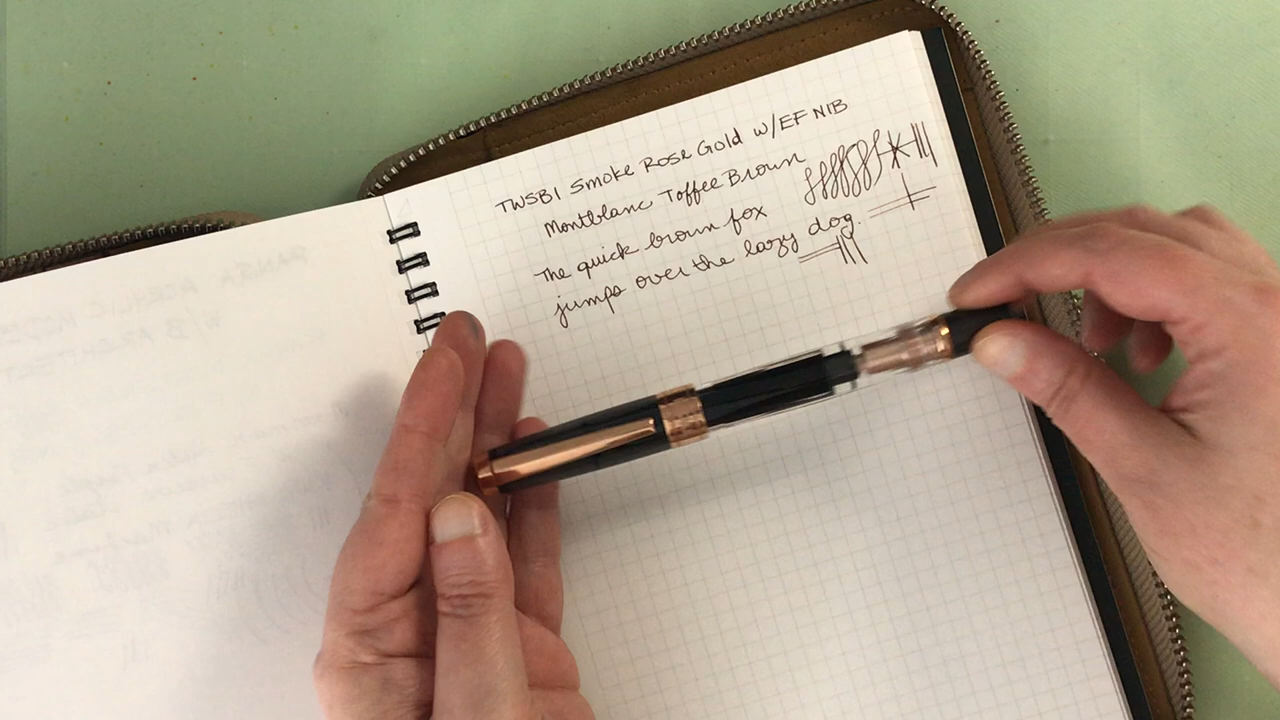 TWSBI Smoke Rose Gold w/EF NIB
Montblanc Toffee Brown
The quick brown fox
jumps over the lazy dog.